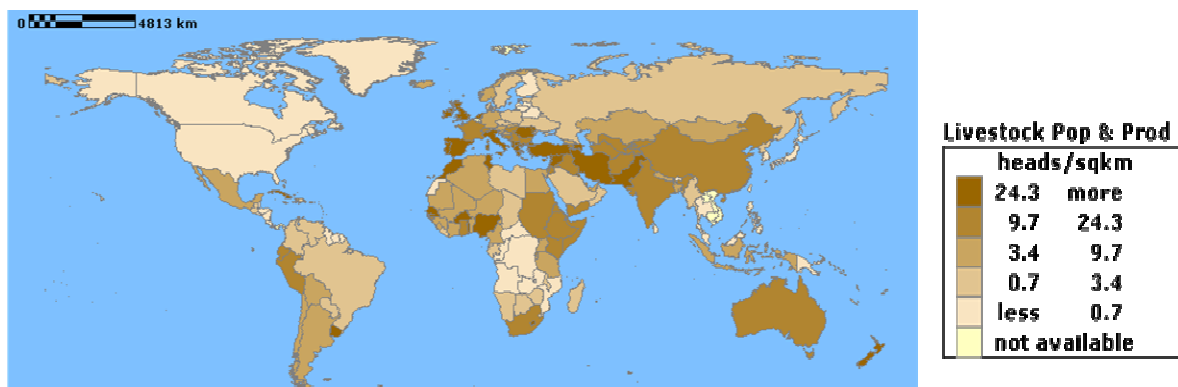 0 4813 km
Livestock Pop & Prod
heads/sqkm
24.3 more
9.7 24.3
3.4 9.7
0.7 3.4
less 0.7
not available